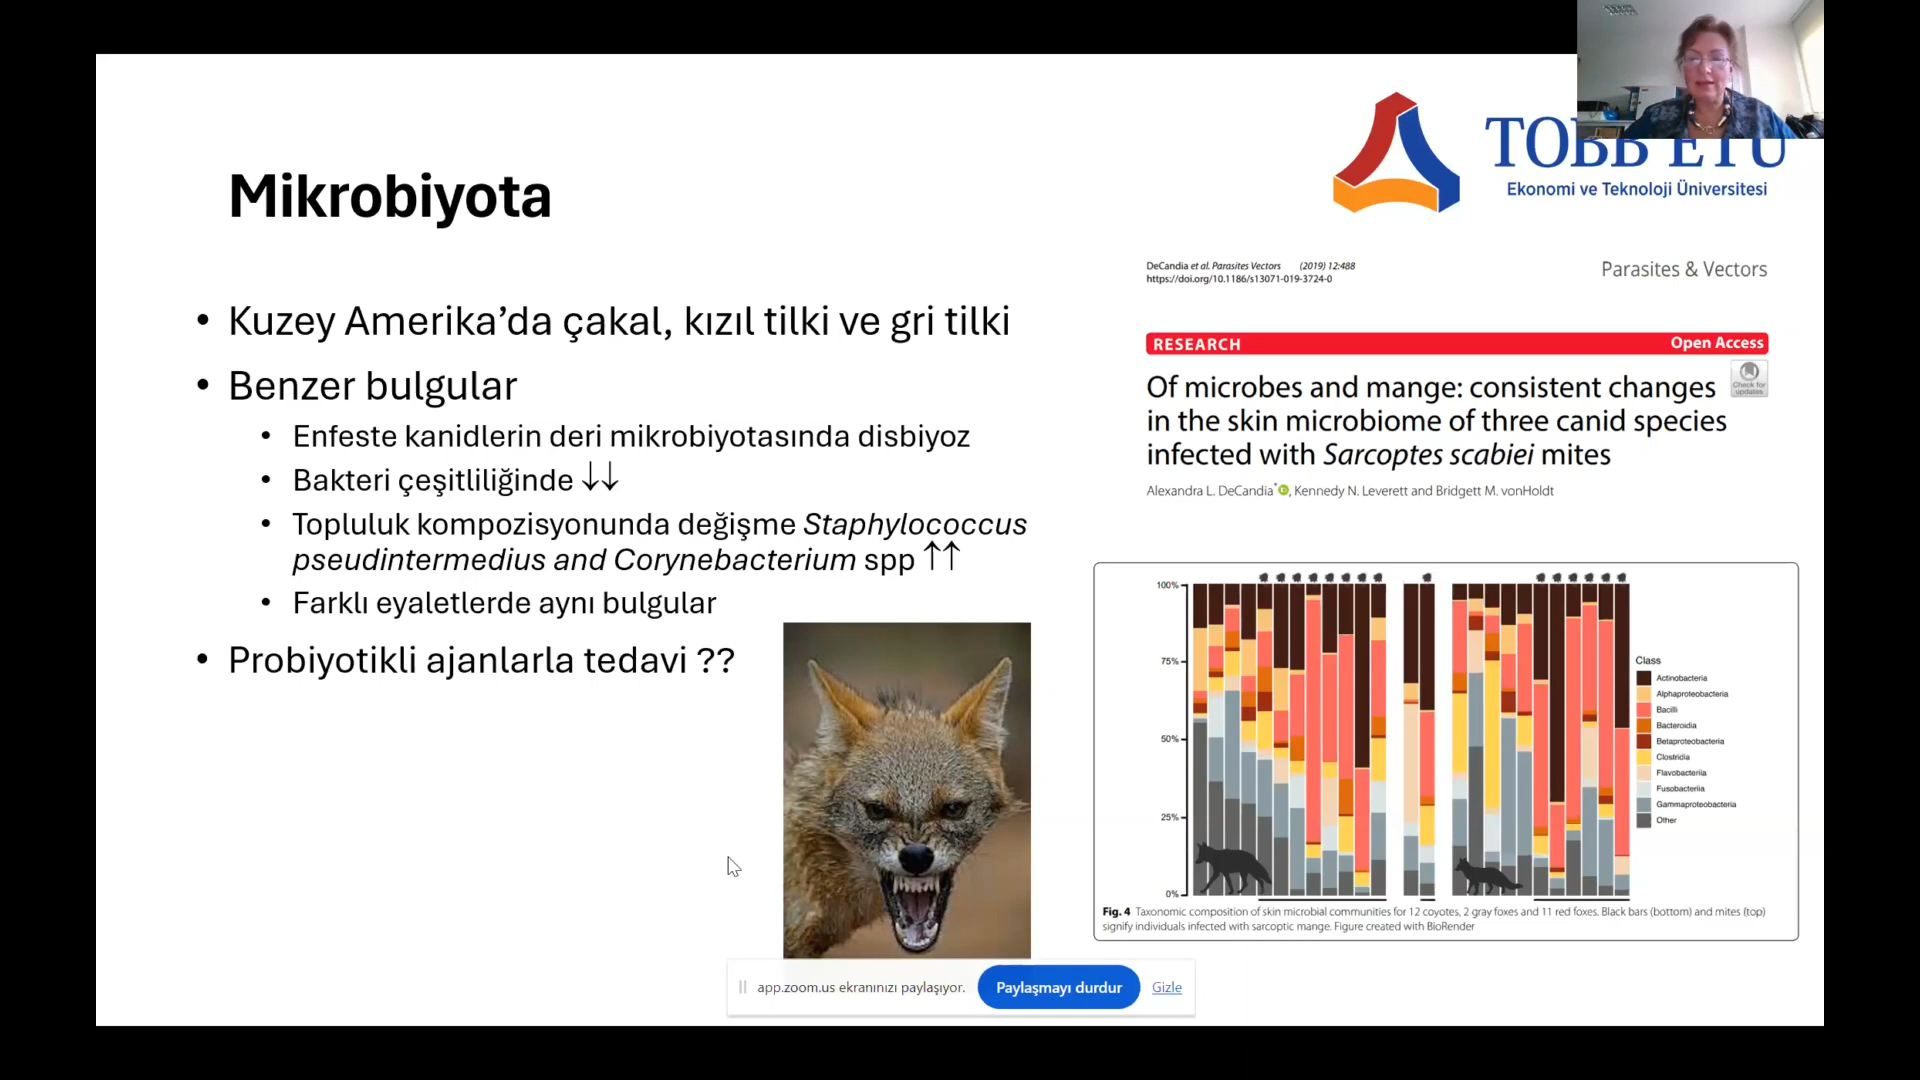 TOBB ETÜ
Ekonomi ve Teknoloji Üniversitesi
Mikrobiyota
• Kuzey Amerika’da çakal, kızıl tilki ve gri tilki
• Benzer bulgular
• Enfeste kanidlerin deri mikrobiyotasında disbiyoz
• Bakteri çeşitliliğinde ↓↓
• Topluluk kompozisyonunda değişme Staphylococcus
pseudintermedius and Corynebacterium spp ↑↑
• Farklı eyaletlerde aynı bulgular
• Probiyotikli ajanlarla tedavi ??
DeCandia et al. Parasites Vectors (2019) 12:488
https://doi.org/10.1186/s13071-019-3724-0
Parasites & Vectors
RESEARCH Open Access
Check for
updates
Of microbes and mange: consistent changes
in the skin microbiome of three canid species
infected with Sarcoptes scabiei mites
Alexandra L. DeCandia*, Kennedy N. Leverett and Bridgett M. vonHoldt
100%
75%
50%
25%
0%
Class
Actinobacteria
Alphaproteobacteria
Bacilli
Bacteroidia
Betaproteobacteria
Clostridia
Flavobacteriia
Fusobacteriia
Gammaproteobacteria
Other
Fig. 4 Taxonomic composition of skin microbial communities for 12 coyotes, 2 gray foxes and 11 red foxes. Black bars (bottom) and mites (top)
signify individuals infected with sarcoptic mange. Figure created with BioRender
app.zoom.us ekranınızı paylaşıyor. Paylaşmayı durdur Gizle